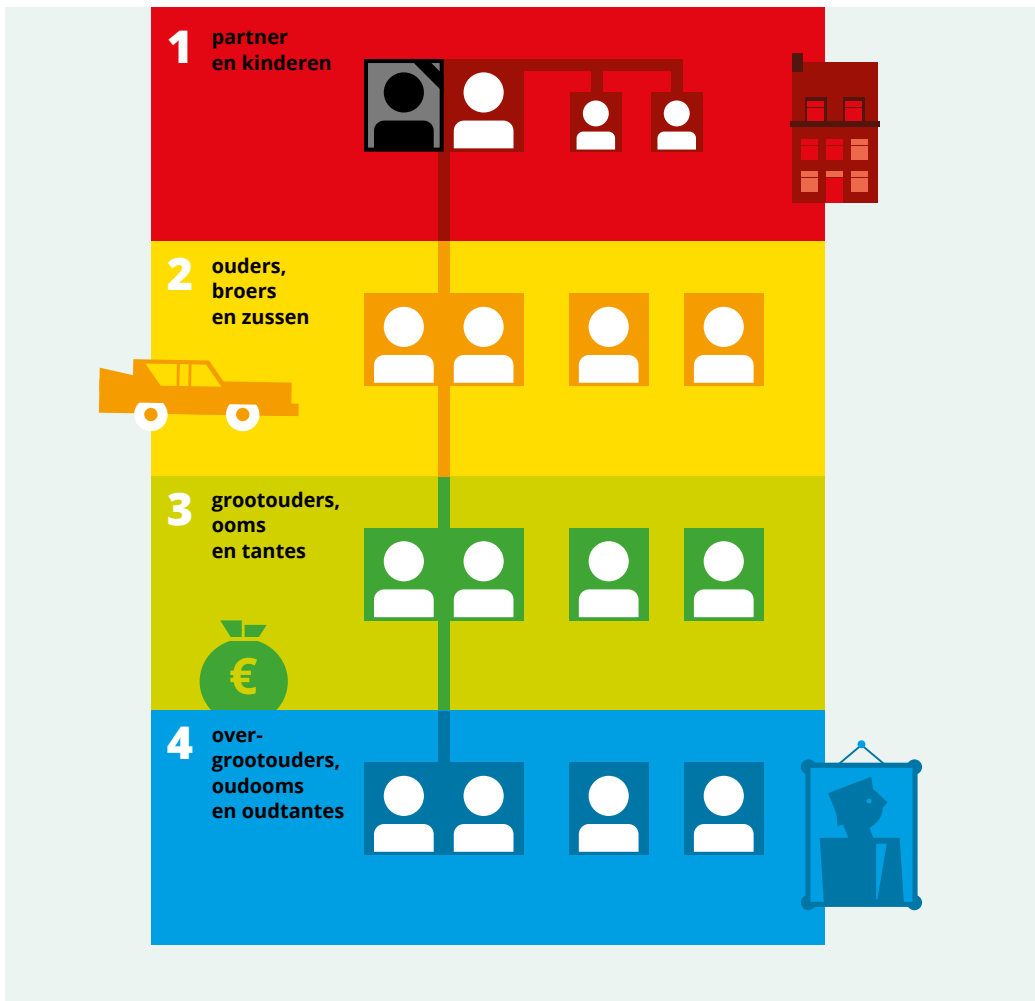 1 partner
en kinderen
2 ouders,
broers
en zussen
3 grootouders,
ooms
en tantes
€
4 over-
grootouders,
oudooms
en oudtantes